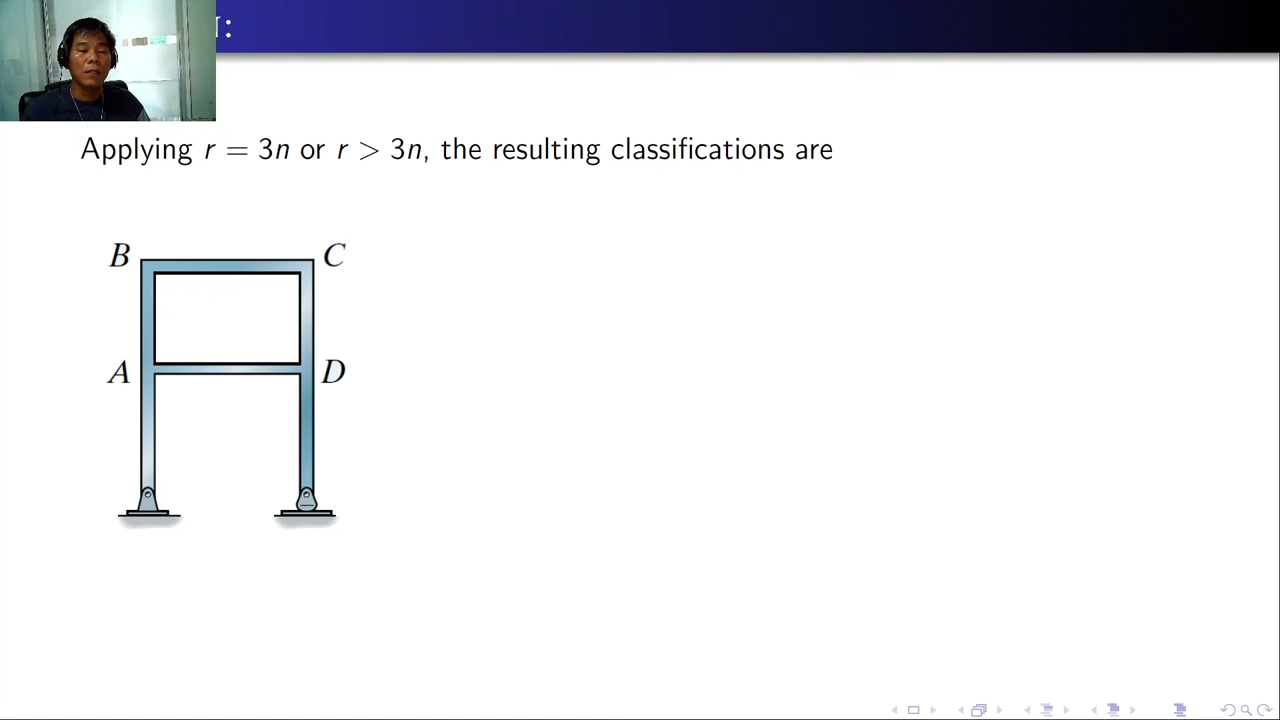 Applying r = 3n or r > 3n, the resulting classifications are
B C
A D